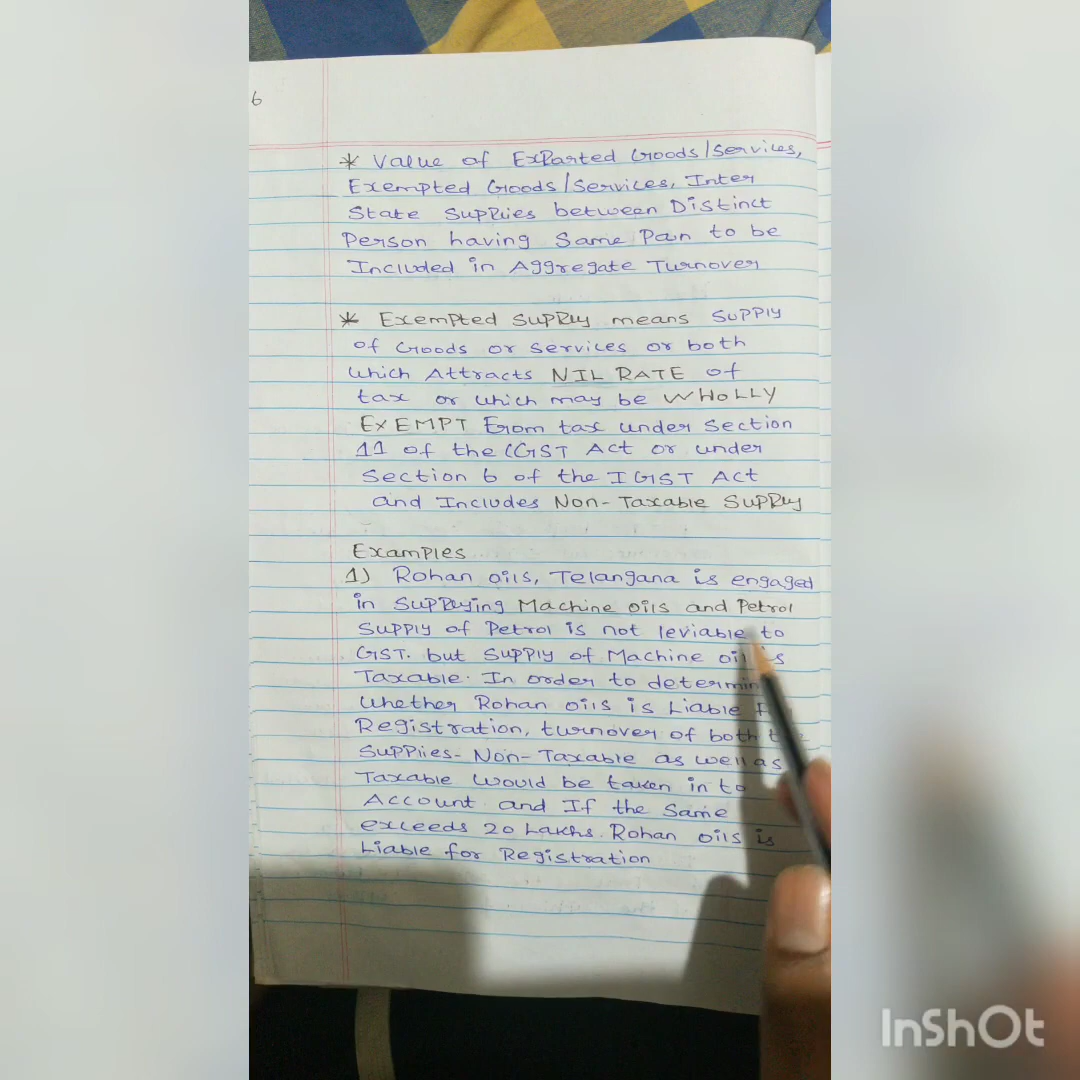 6
* Value of Exported Goods/Services,
Exempted Goods/Services, Inter
State Supplies between Distinct
Person having Same Pan to be
Included in Aggregate Turnover
* Exempted Supply means Supply
of Goods or Services or both
which Attracts NIL RATE of
tax or which may be WHOLLY
EXEMPT From tax under Section
11 of the CGST Act or under
Section 6 of the IGST Act
and Includes Non-Taxable Supply
Examples
1) Rohan oils, Telangana is engaged
in Supplying Machine oils and Petrol
Supply of Petrol is not leviable to
GST. but Supply of Machine oil is
Taxable. In order to determin
whether Rohan oils is Liable
Registration, turnover of both
Supplies - Non-Taxable as well as
Taxable would be taken in to
Account and If the Same
exceeds 20 Lakhs. Rohan oils is
Liable for Registration
InShOt